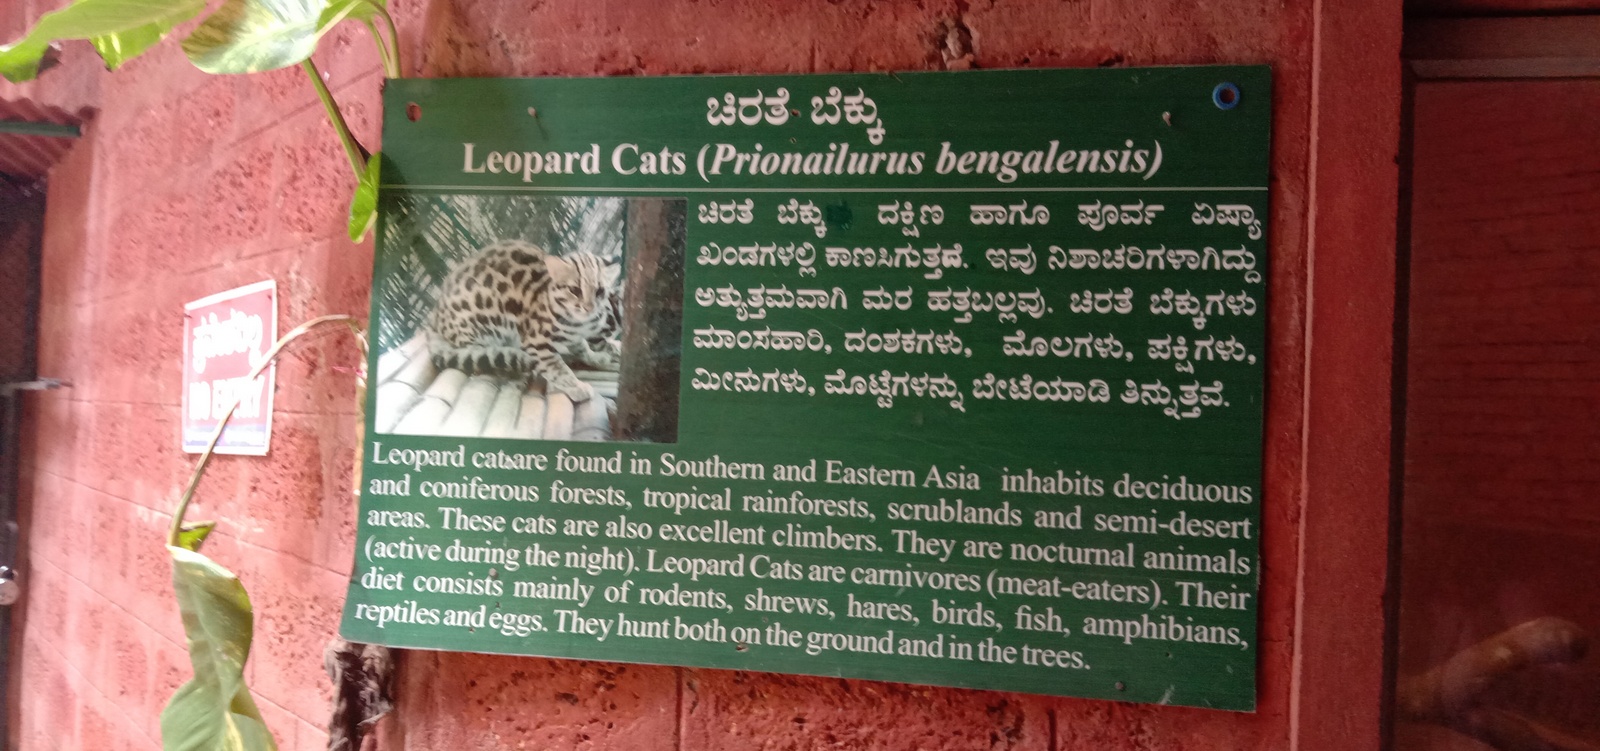 ಚಿರತೆ ಬೆಕ್ಕು
Leopard Cats (Prionailurus bengalensis)
ಚಿರತೆ ಬೆಕ್ಕು ದಕ್ಷಿಣ ಹಾಗೂ ಪೂರ್ವ ಏಷ್ಯಾ
ಖಂಡಗಳಲ್ಲಿ ಕಾಣಸಿಗುತ್ತದೆ. ಇವು ನಿಶಾಚರಿಗಳಾಗಿದ್ದು
ಅತ್ಯುತ್ತಮವಾಗಿ ಮರ ಹತ್ತಬಲ್ಲವು. ಚಿರತೆ ಬೆಕ್ಕುಗಳು
ಮಾಂಸಹಾರಿ, ದಂಶಕಗಳು, ಮೊಲಗಳು, ಪಕ್ಷಿಗಳು,
ಮೀನುಗಳು, ಮೊಟ್ಟೆಗಳನ್ನು ಬೇಟೆಯಾಡಿ ತಿನ್ನುತ್ತವೆ.
Leopard cats are found in Southern and Eastern Asia inhabits deciduous
and coniferous forests, tropical rainforests, scrublands and semi-desert
areas. These cats are also excellent climbers. They are nocturnal animals
(active during the night). Leopard Cats are carnivores (meat-eaters). Their
diet consists mainly of rodents, shrews, hares, birds, fish, amphibians,
reptiles and eggs. They hunt both on the ground and in the trees.
NO ENTRY